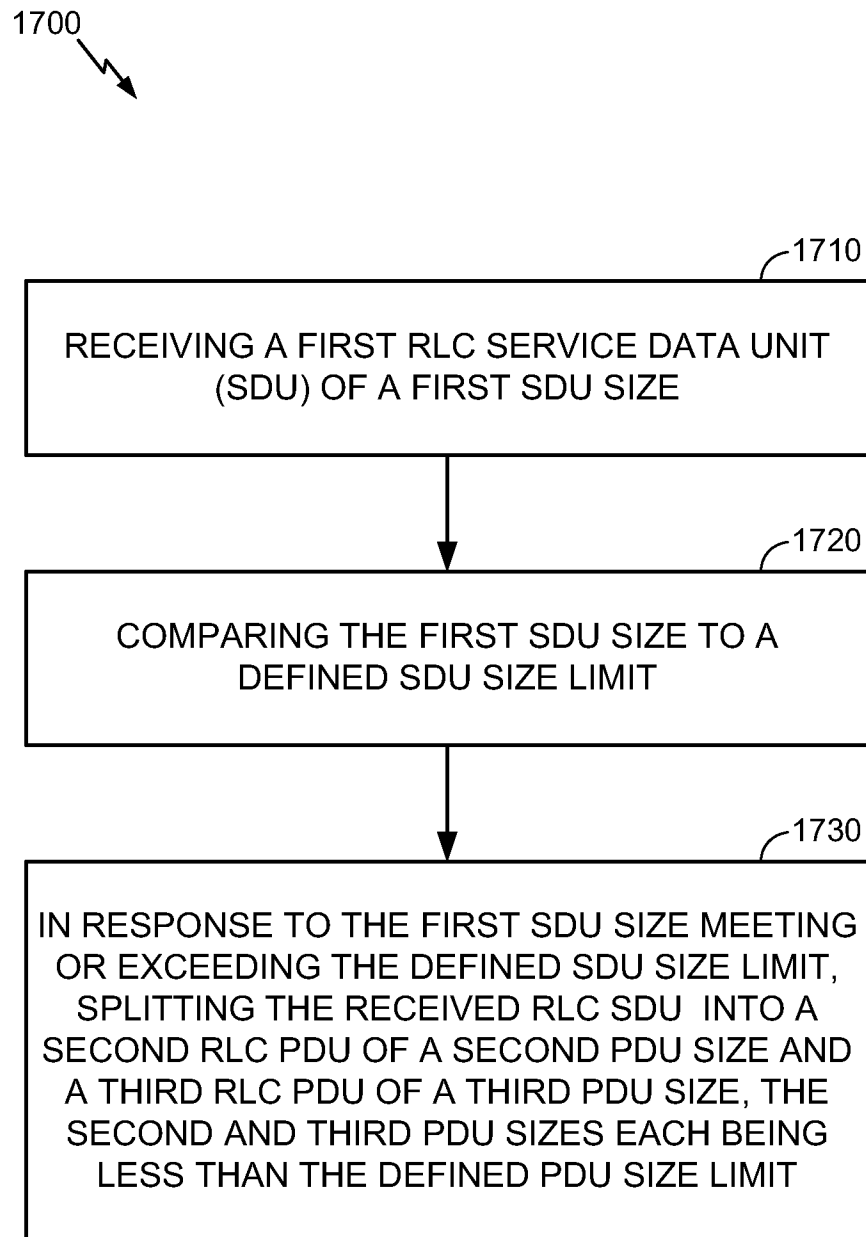 1700
1710
RECEIVING A FIRST RLC SERVICE DATA UNIT
(SDU) OF A FIRST SDU SIZE
1720
COMPARING THE FIRST SDU SIZE TO A
DEFINED SDU SIZE LIMIT
1730
IN RESPONSE TO THE FIRST SDU SIZE MEETING
OR EXCEEDING THE DEFINED SDU SIZE LIMIT,
SPLITTING THE RECEIVED RLC SDU  INTO A
SECOND RLC PDU OF A SECOND PDU SIZE AND
A THIRD RLC PDU OF A THIRD PDU SIZE, THE
SECOND AND THIRD PDU SIZES EACH BEING
LESS THAN THE DEFINED PDU SIZE LIMIT